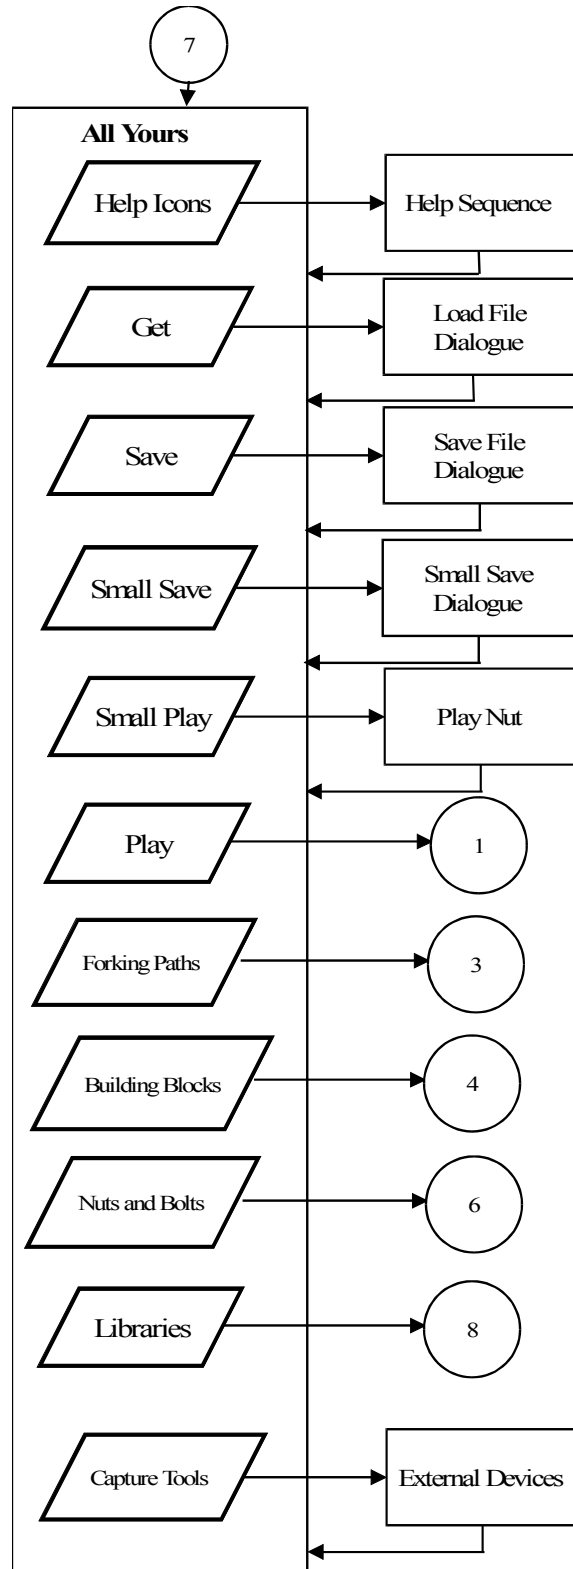 7
All Yours
Help Icons
Help Sequence
Get
Load File
Dialogue
Save
Save File
Dialogue
Small Save
Small Save
Dialogue
Small Play
Play Nut
Play
1
Forking Paths
3
Building Blocks
4
Nuts and Bolts
6
Libraries
8
Capture Tools
External Devices